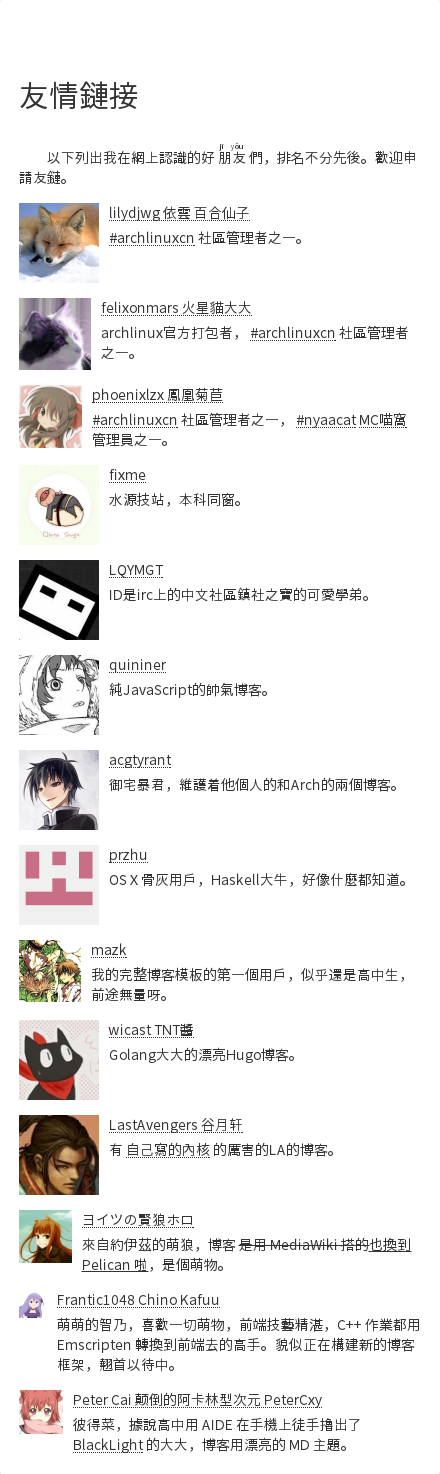 友情鏈接
jī yǒu
以下列出我在網上認識的好 朋友 們，排名不分先後。歡迎申
請友鏈。
lilydjwg 依雲 百合仙子
#archlinuxcn 社區管理者之一。
felixonmars 火星貓大大
archlinux官方打包者， #archlinuxcn 社區管理者
之一。
phoenixlzx 鳳凰菊苣
#archlinuxcn 社區管理者之一， #nyaacat MC喵窩
管理員之一。
fixme
水源技站，本科同窗。
LQYMGT
ID是irc上的中文社區鎮社之寶的可愛學弟。
quininer
純JavaScript的帥氣博客。
acgtyrant
御宅暴君，維護着他個人的和Arch的兩個博客。
przhu
OS X 骨灰用戶，Haskell大牛，好像什麼都知道。
mazk
我的完整博客模板的第一個用戶，似乎還是高中生，
前途無量呀。
wicast TNT醬
Golang大大的漂亮Hugo博客。
LastAvengers 谷月轩
有 自己寫的內核 的厲害的LA的博客。
ヨイツの賢狼ホロ
來自約伊茲的萌狼，博客 是用 MediaWiki 搭的也換到
Pelican 啦，是個萌物。
Frantic1048 Chino Kafuu
萌萌的智乃，喜歡一切萌物，前端技藝精湛，C++ 作業都用
Emscripten 轉換到前端去的高手。貌似正在構建新的博客
框架，翹首以待中。
Peter Cai 颠倒的阿卡林型次元 PeterCxy
彼得菜，據說高中用 AIDE 在手機上徒手擼出了
BlackLight 的大大，博客用漂亮的 MD 主題。